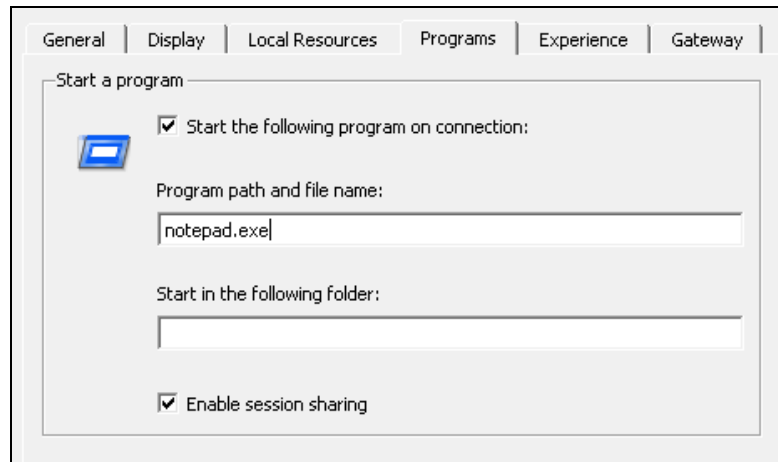 General Display Local Resources Programs Experience Gateway
Start a program
Start the following program on connection:
Program path and file name:
notepad.exe
Start in the following folder:
Enable session sharing